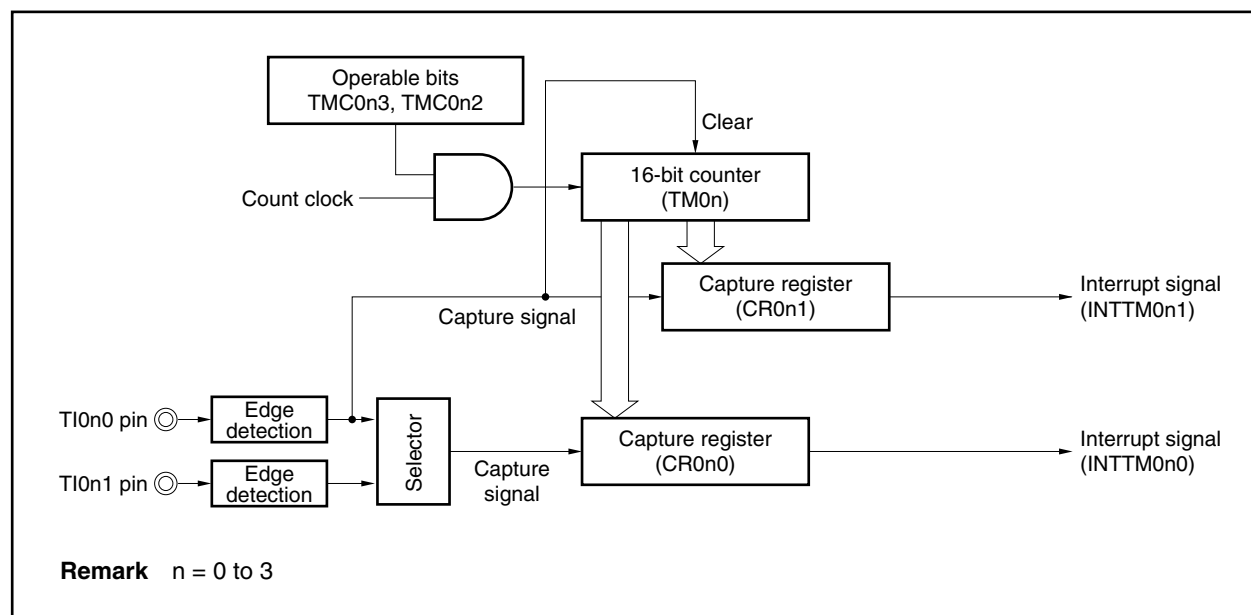 Operable bits
TMC0n3, TMC0n2
Clear
16-bit counter
(TM0n)
Count clock
Capture register
(CR0n1)
Interrupt signal
(INTTM0n1)
Capture signal
TI0n0 pin
Edge
detection
Selector
Capture register
(CR0n0)
Interrupt signal
(INTTM0n0)
TI0n1 pin
Edge
detection
Capture
signal
Remark n = 0 to 3